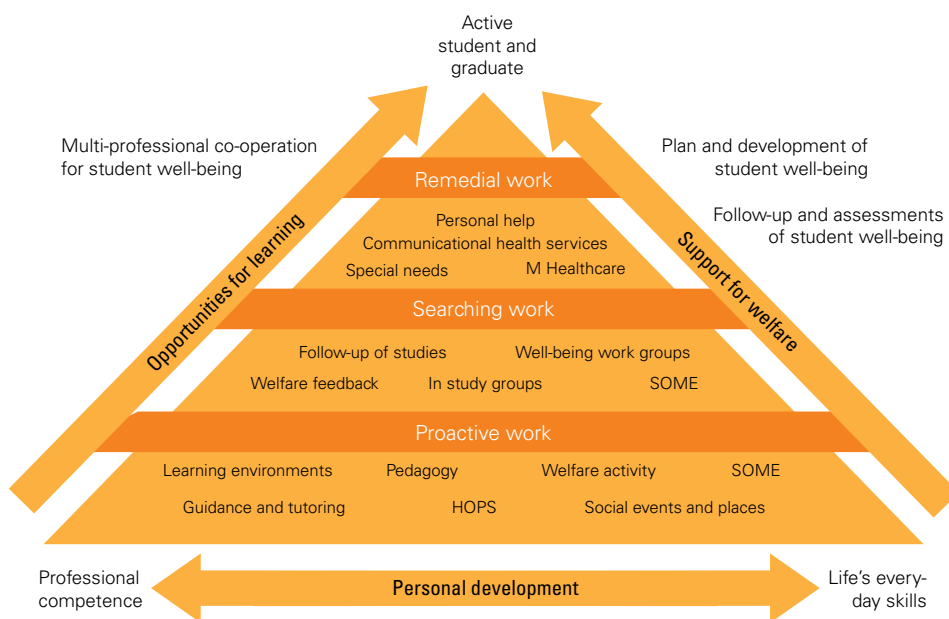 Active
student and
graduate
Multi-professional co-operation
for student well-being
Plan and development of
student well-being
Follow-up and assessments
of student well-being
Opportunities for learning
Support for welfare
Remedial work
Personal help
Communicational health services
Special needs
M Healthcare
Searching work
Follow-up of studies
Well-being work groups
Welfare feedback
In study groups
SOME
Proactive work
Learning environments
Pedagogy
Welfare activity
SOME
Guidance and tutoring
HOPS
Social events and places
Professional
competence
Personal development
Life's every-
day skills